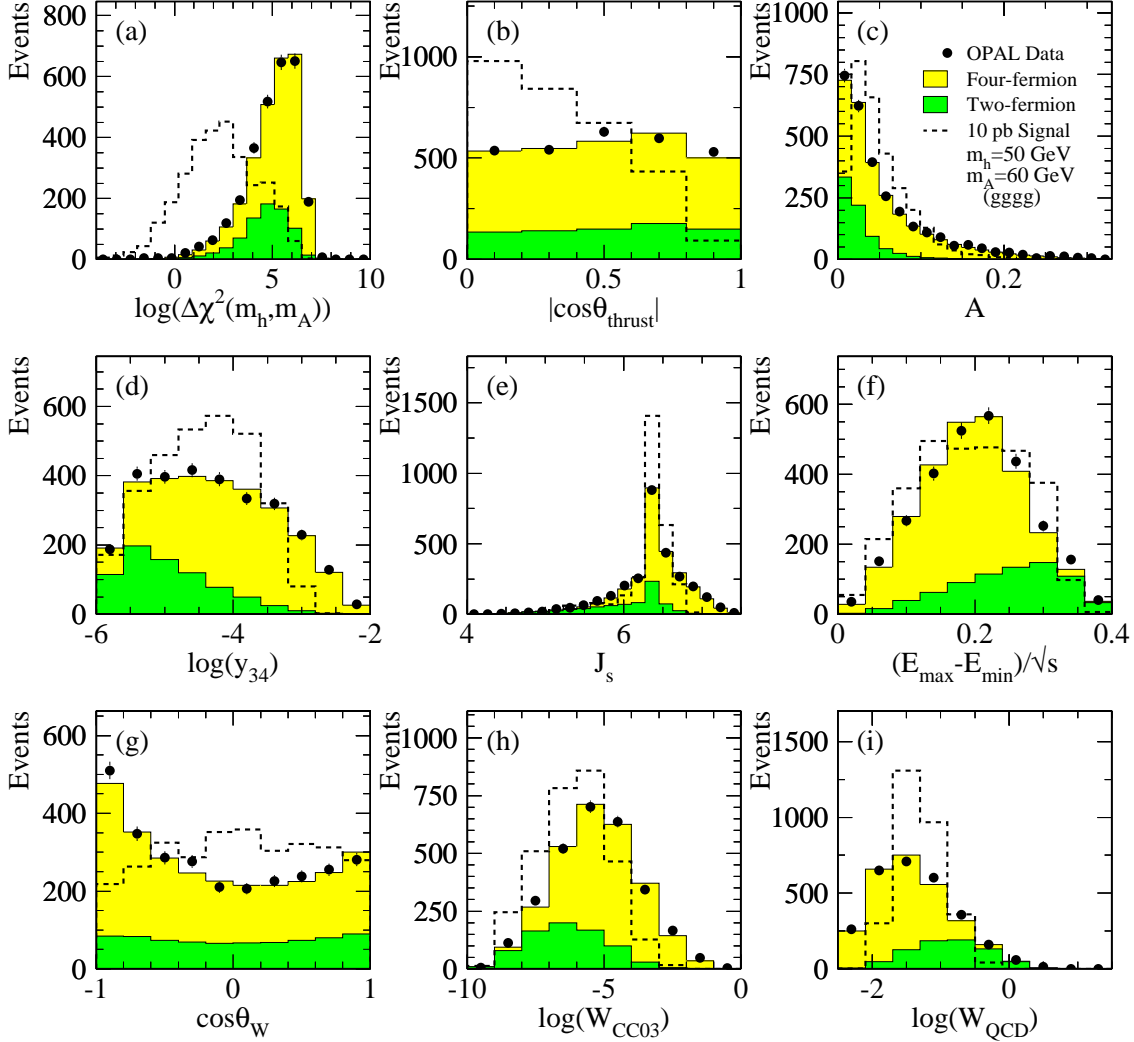 Events
(a)
0
200
400
600
800
0
5
10
log(Δχ²(m_h,m_A))
Events
(b)
0
500
1000
0
0.5
1
|cosθ_thrust|
Events
(c)
0
250
500
750
1000
0
0.2
A
OPAL Data
Four-fermion
Two-fermion
10 pb Signal
m_h=50 GeV
m_A=60 GeV
(gggg)
Events
(d)
0
200
400
600
-6
-4
-2
log(y_34)
Events
(e)
0
500
1000
1500
4
6
J_s
Events
(f)
0
200
400
600
0
0.2
0.4
(E_max-E_min)/√s
Events
(g)
0
200
400
600
-1
0
1
cosθ_W
Events
(h)
0
250
500
750
1000
-10
-5
0
log(W_CC03)
Events
(i)
0
500
1000
1500
-2
0
log(W_QCD)